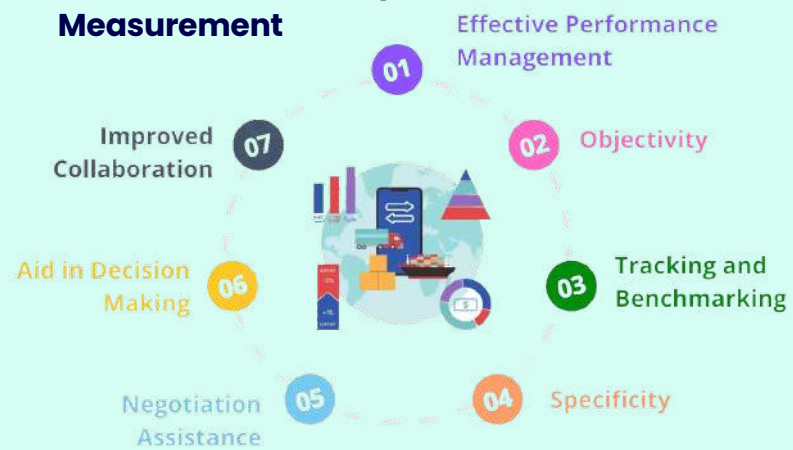 Measurement
01
Effective Performance
Management
02
Objectivity
03
Tracking and
Benchmarking
04
Specificity
05
Negotiation
Assistance
06
Aid in Decision
Making
07
Improved
Collaboration
$